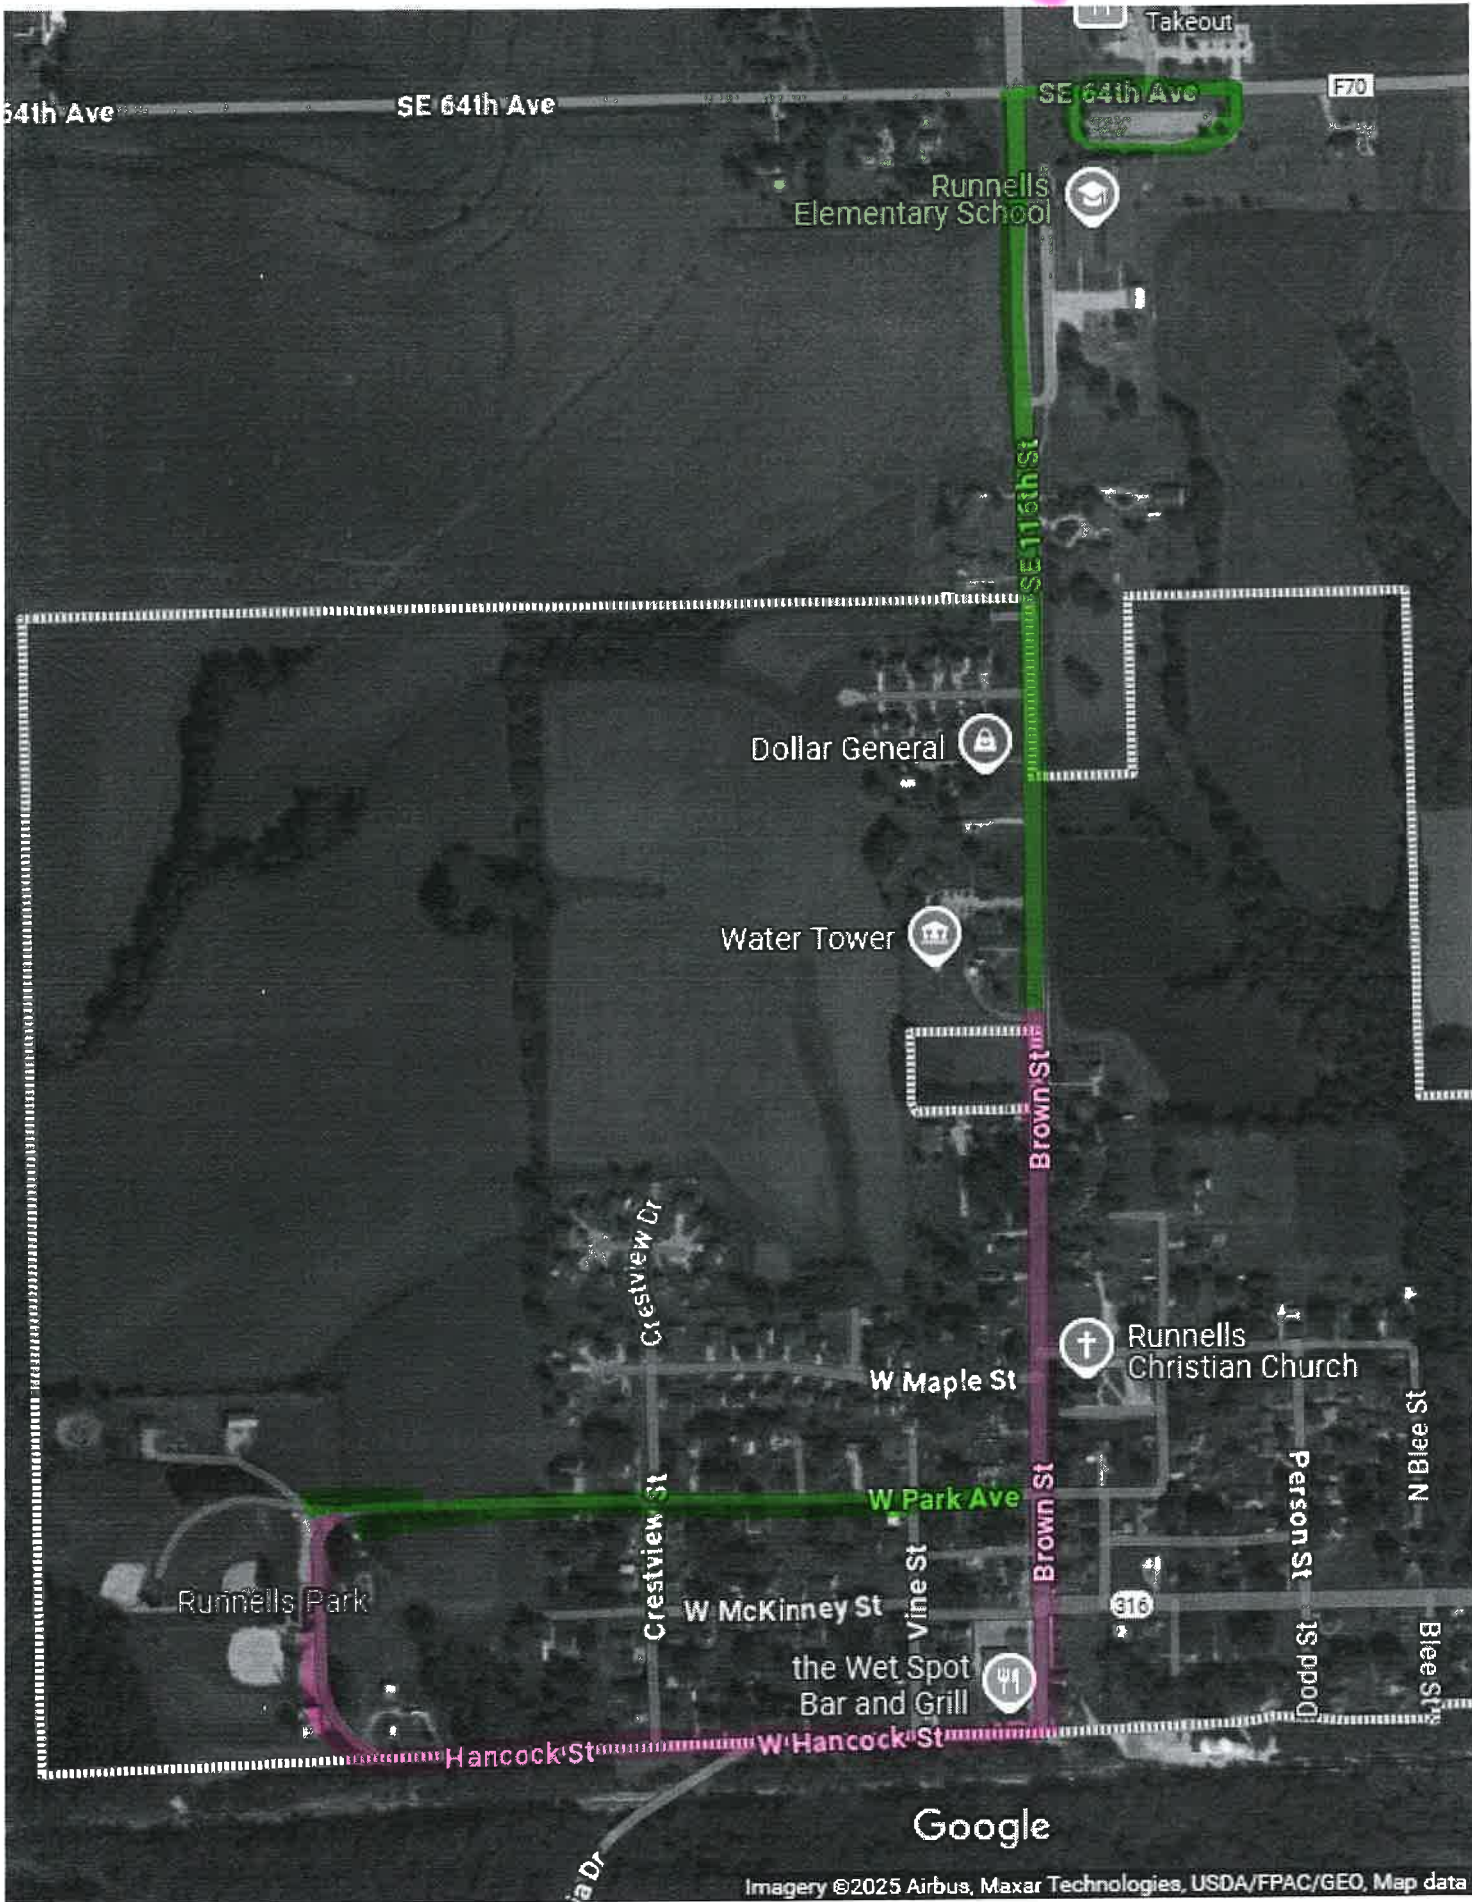 Takeout
64th Ave
SE 64th Ave
SE 64th Ave
F70
Runnells
Elementary School
SE 116th St
Dollar General
Water Tower
Brown St
Crestview Dr
Runnells
Christian Church
W Maple St
N Blee St
Person St
Brown St
Crestview St
W Park Ave
Vine St
Runnells Park
W McKinney St
316
Dodd St
Blee St
the Wet Spot
Bar and Grill
W Hancock St
Hancock St
Google
ia Dr
Imagery ©2025 Airbus, Maxar Technologies, USDA/FPAC/GEO, Map data